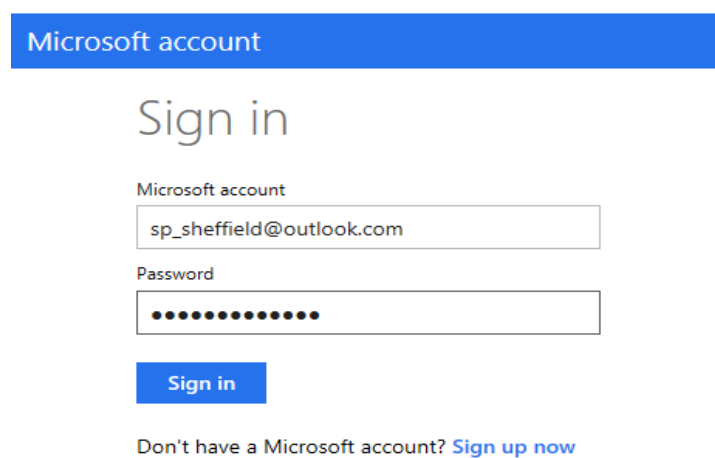 Microsoft account
Sign in
Microsoft account
sp_sheffield@outlook.com
Password
•••••••••••••
Sign in
Don't have a Microsoft account? Sign up now